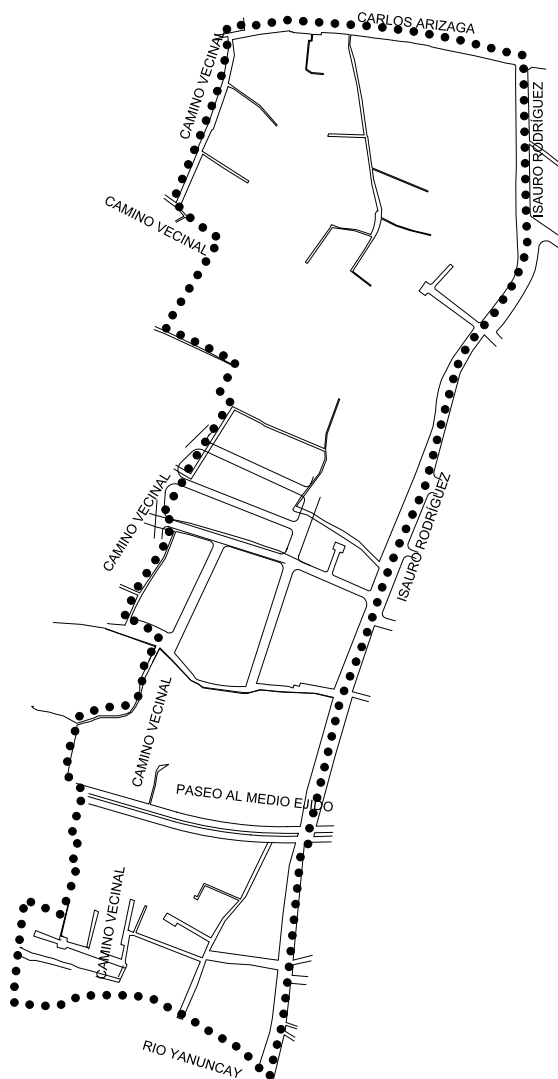 CARLOS ARIZAGA
CAMINO VECINAL
ISAURO RODRÍGUEZ
CAMINO VECINAL
CAMINO VECINAL
ISAURO RODRÍGUEZ
CAMINO VECINAL
PASEO AL MEDIO EJIDO
CAMINO VECINAL
RIO YANUNCAY